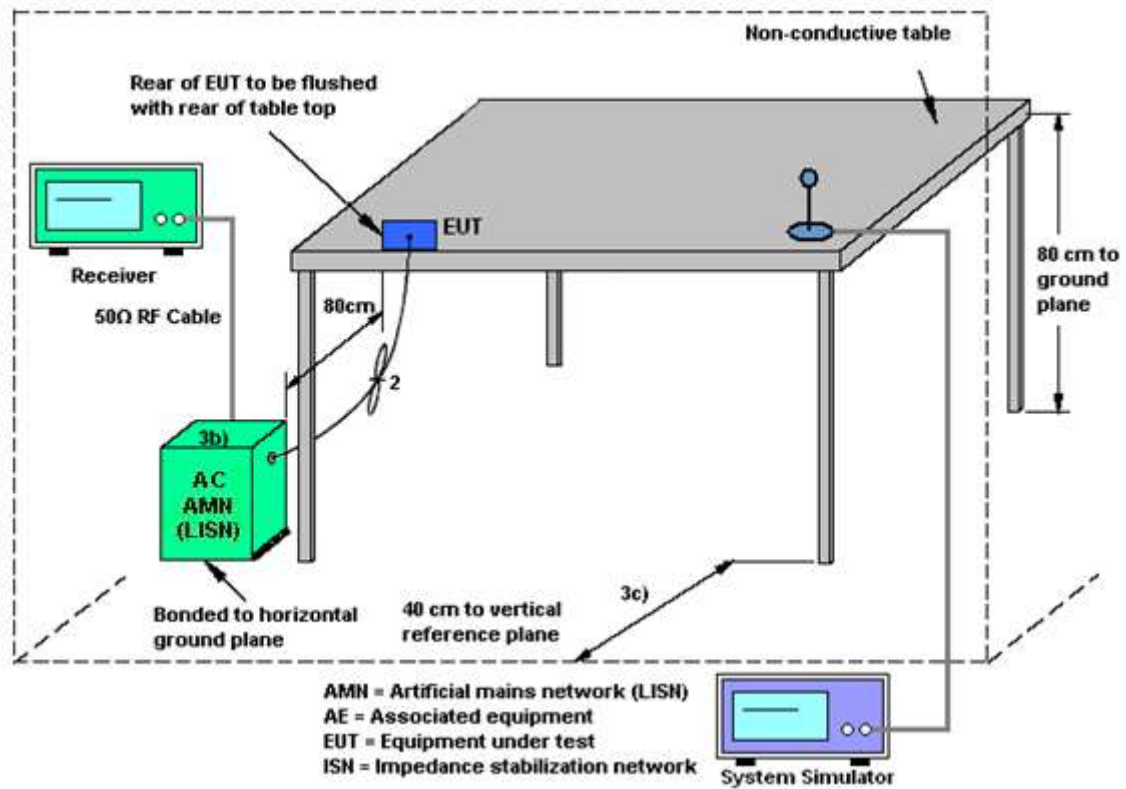 Non-conductive table
Rear of EUT to be flushed
with rear of table top
EUT
Receiver
80cm
80 cm to
ground
plane
50Ω RF Cable
2
3b)
AC
AMN
(LISN)
3c)
Bonded to horizontal
ground plane
40 cm to vertical
reference plane
AMN = Artificial mains network (LISN)
AE = Associated equipment
EUT = Equipment under test
ISN = Impedance stabilization network
System Simulator